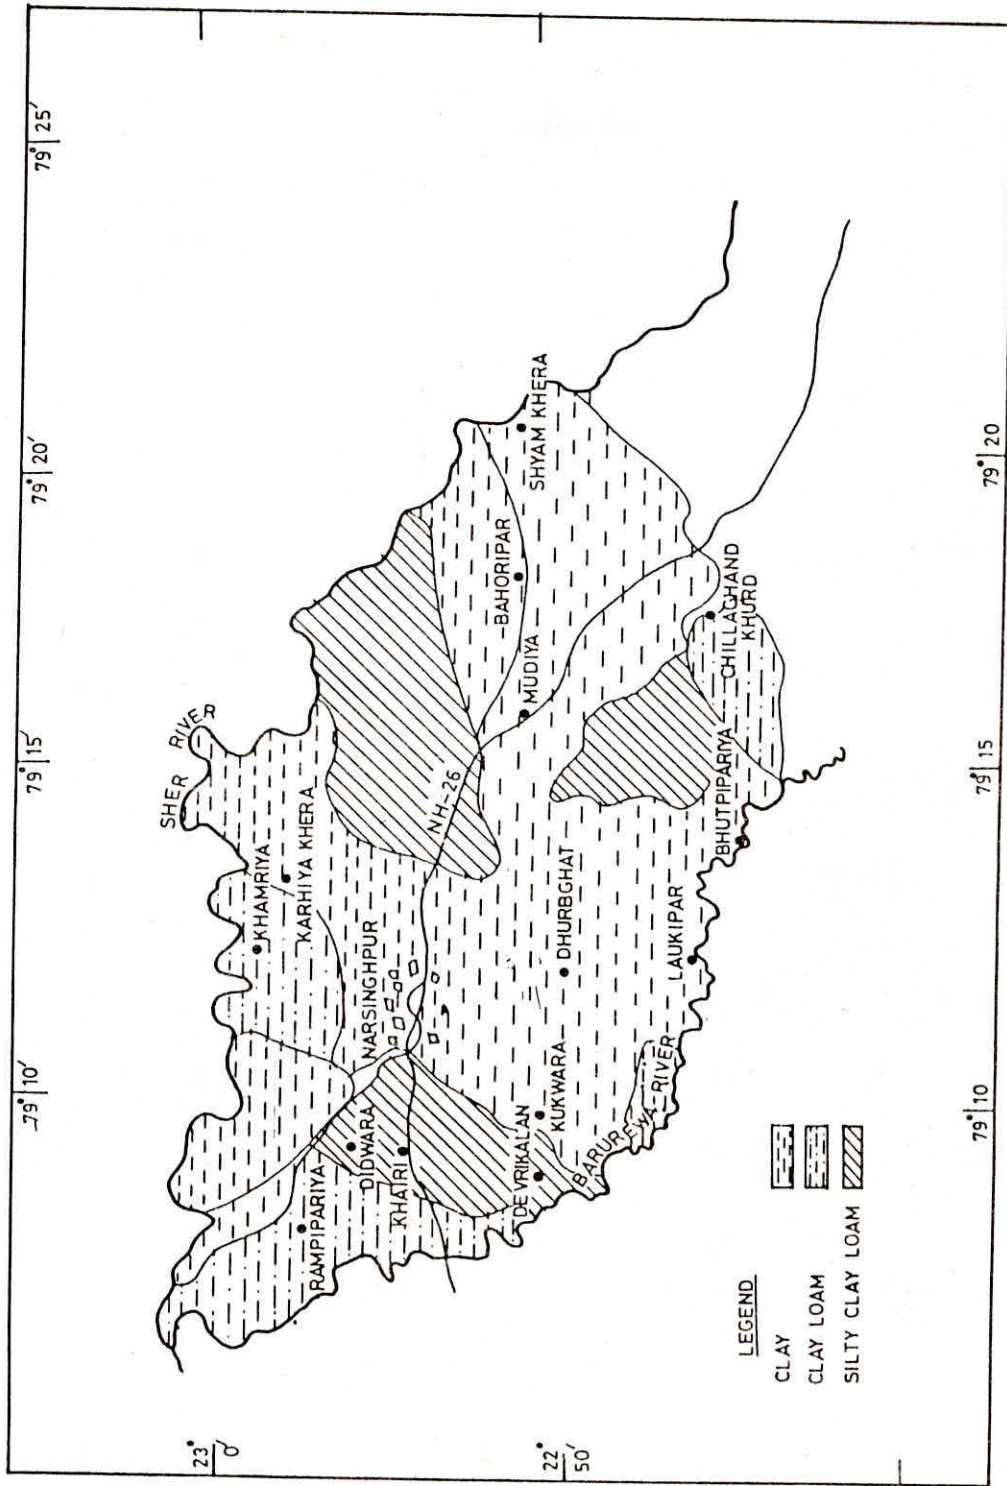 79° 25'
79° 20'
79° 15'
79° 10'
23° 0'
22° 50'
SHER RIVER
KHAMRIYA
KARHIYA KHERA
NARSINGHPUR
NH-26
BAHORIPAR
SHYAM KHERA
MUDIYA
DIDWARA
KHAIRI
RAMPIPARIYA
DEVRIKALAN
KUKWARA
DHURBGHAT
BARUREWA RIVER
LAUKIPAR
BHUTPIPARIYA
CHILLACHAND
KHURD
79° 10
79° 15
79° 20
LEGEND
CLAY
CLAY LOAM
SILTY CLAY LOAM